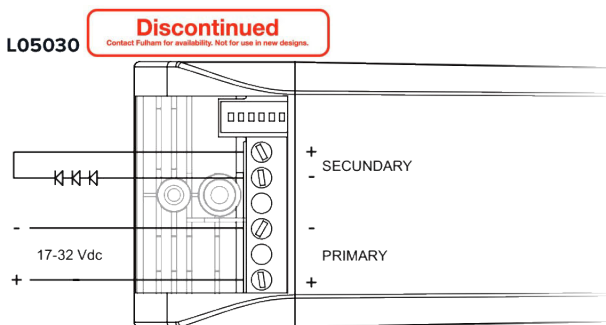 Discontinued
Contact Fulham for availability. Not for use in new designs.
L05030
+
SECUNDARY
-
-
-
17-32 Vdc
PRIMARY
+
-
+